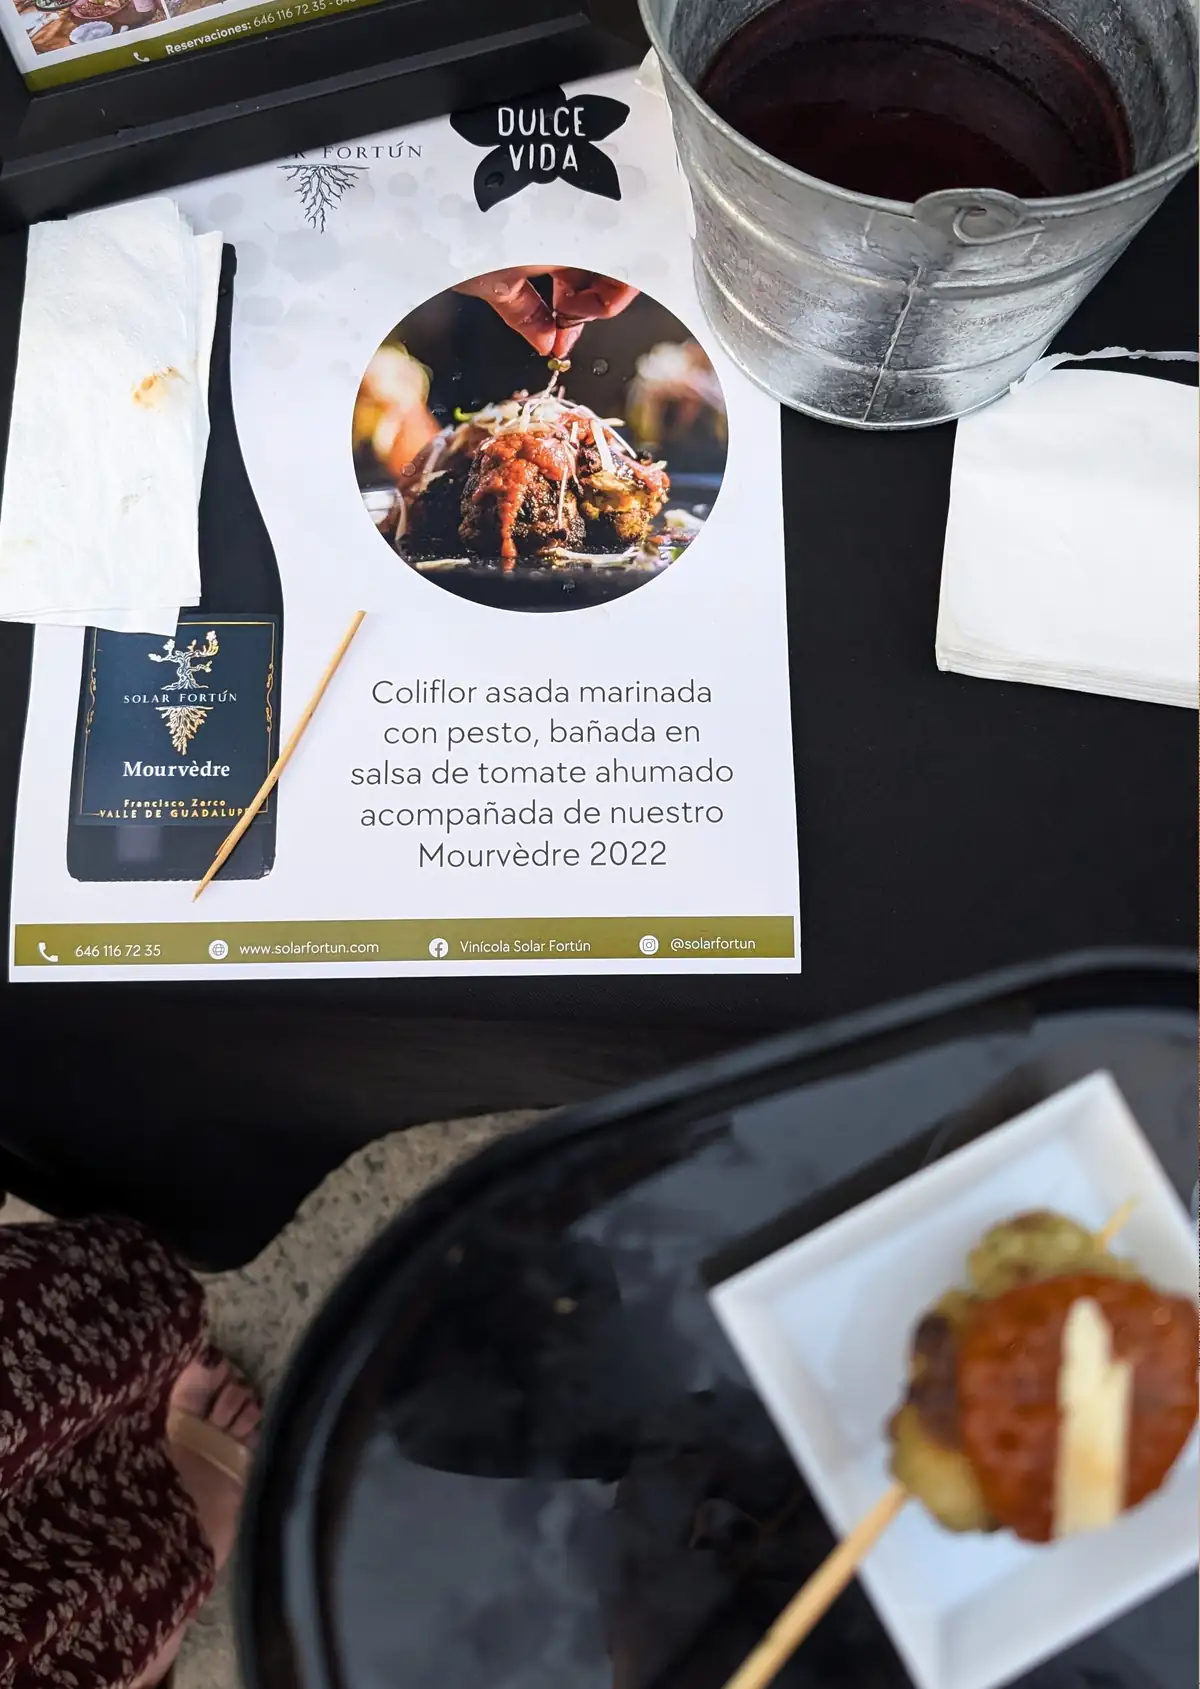 Reservaciones: 646 116 72 35 -
FORTÚN
DULCE
VIDA
SOLAR FORTÚN
Mourvèdre
Francisco Zarco
VALLE DE GUADALUPE
Coliflor asada marinada
con pesto, bañada en
salsa de tomate ahumado
acompañada de nuestro
Mourvèdre 2022
646 116 72 35
www.solarfortun.com
Vinícola Solar Fortún
@solarfortun